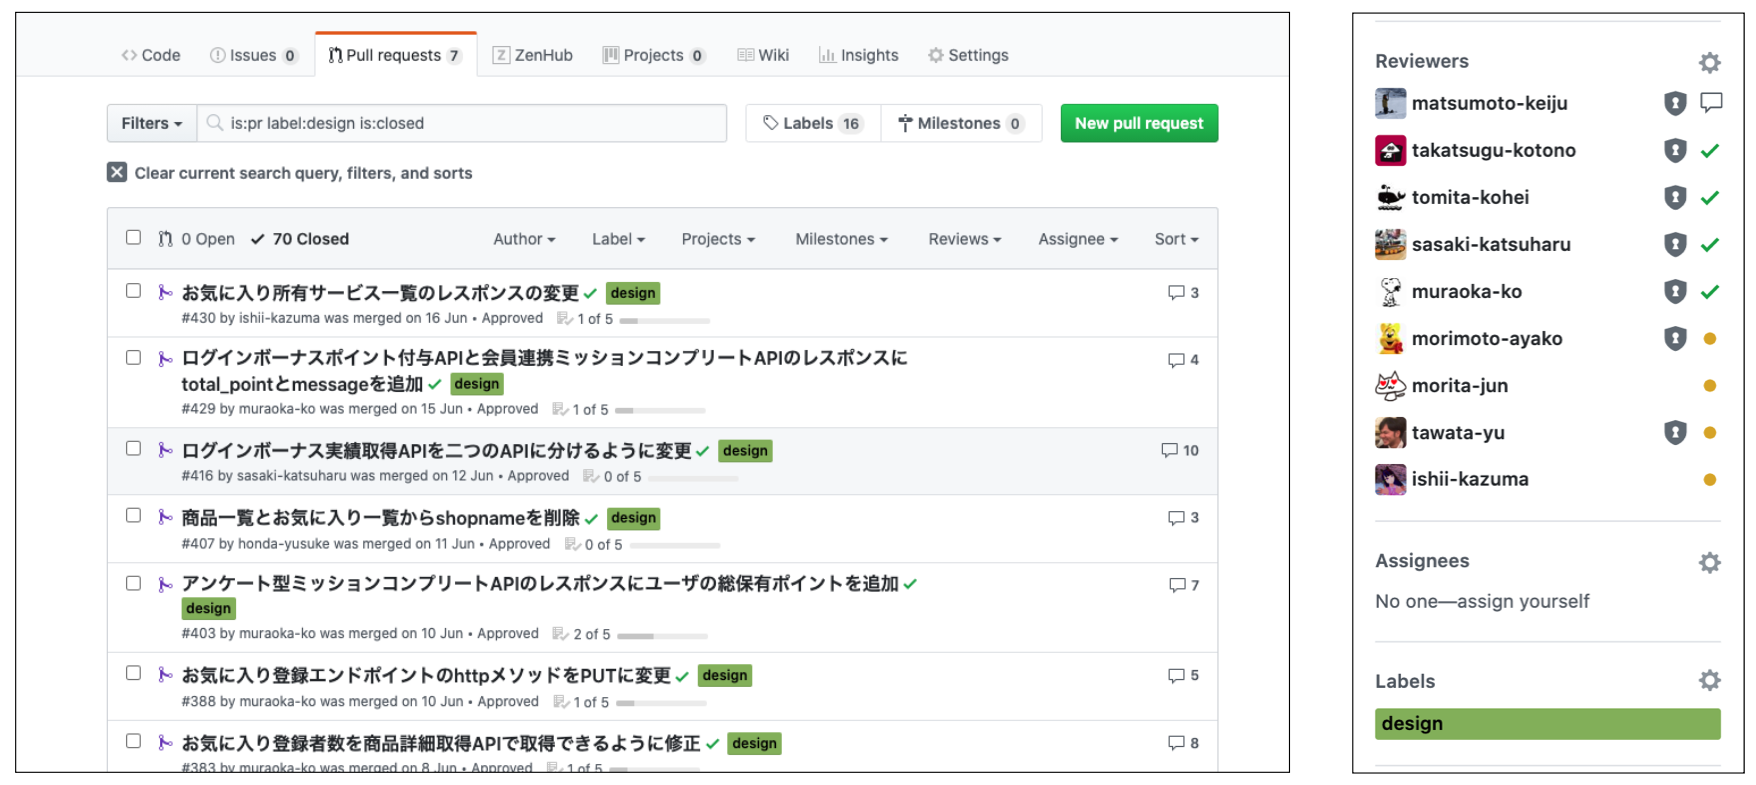 Code Issues 0 Pull requests 7 ZenHub Projects 0 Wiki Insights Settings
Filters is:pr label:design is:closed Labels 16 Milestones 0 New pull request
Clear current search query, filters, and sorts
0 Open 70 Closed Author Label Projects Milestones Reviews Assignee Sort
お気に入り所有サービス一覧のレスポンスの変更 design 3
#430 by ishii-kazuma was merged on 16 Jun • Approved 1 of 5
ログインボーナスポイント付与APIと会員連携ミッションコンプリートAPIのレスポンスに 4
total_pointとmessageを追加 design
#429 by muraoka-ko was merged on 15 Jun • Approved 1 of 5
ログインボーナス実績取得APIを二つのAPIに分けるように変更 design 10
#416 by sasaki-katsuharu was merged on 12 Jun • Approved 0 of 5
商品一覧とお気に入り一覧からshopnameを削除 design 3
#407 by honda-yusuke was merged on 11 Jun • Approved 0 of 5
アンケート型ミッションコンプリートAPIのレスポンスにユーザの総保有ポイントを追加 7
design
#403 by muraoka-ko was merged on 10 Jun • Approved 2 of 5
お気に入り登録エンドポイントのhttpメソッドをPUTに変更 design 5
#388 by muraoka-ko was merged on 10 Jun • Approved 1 of 5
お気に入り登録者数を商品詳細取得APIで取得できるように修正 design 8
#383 by muraoka-ko was merged on 8 Jun • Approved 1 of 5
Reviewers
matsumoto-keiju
takatsugu-kotono
tomita-kohei
sasaki-katsuharu
muraoka-ko
morimoto-ayako
morita-jun
tawata-yu
ishii-kazuma
Assignees
No one—assign yourself
Labels
design